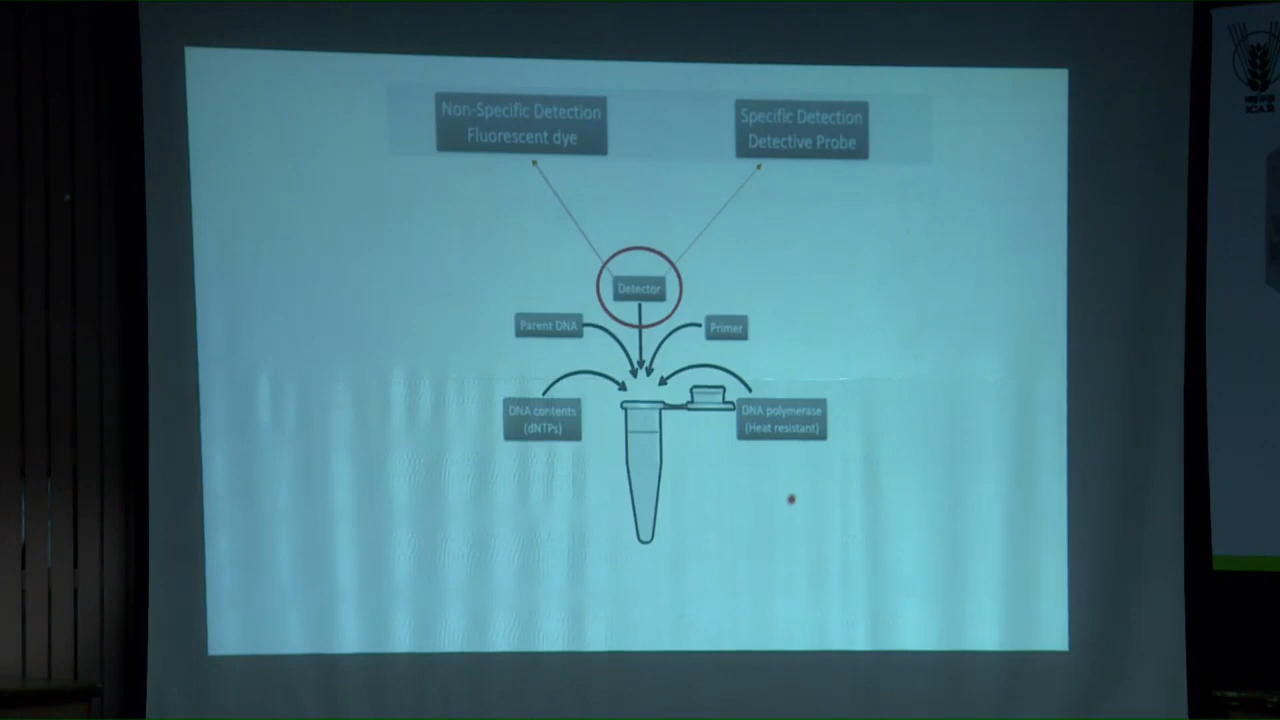 Non-Specific Detection
Fluorescent dye
Specific Detection
Detective Probe
Detector
Parent DNA
Primer
DNA contents
(dNTPs)
DNA polymerase
(Heat resistant)
ICAR